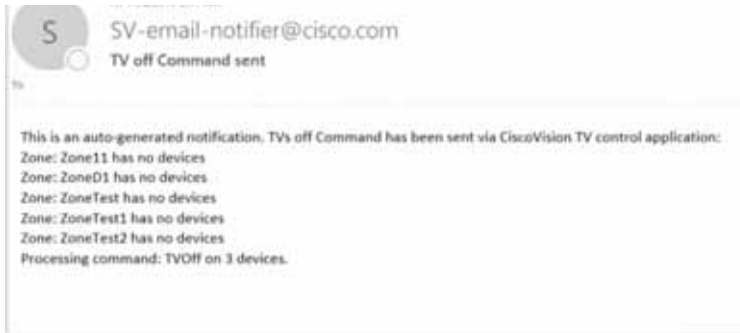 S
SV-email-notifier@cisco.com
TV off Command sent
To
This is an auto-generated notification. TVs off Command has been sent via CiscoVision TV control application:
Zone: Zone11 has no devices
Zone: ZoneD1 has no devices
Zone: ZoneTest has no devices
Zone: ZoneTest1 has no devices
Zone: ZoneTest2 has no devices
Processing command: TVOff on 3 devices.